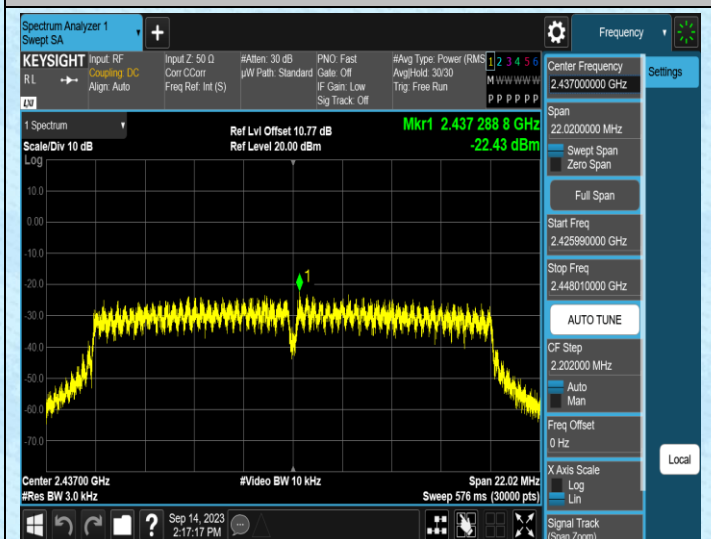 Spectrum Analyzer 1
Swept SA
+
Frequency
KEYSIGHT
RL
LXI
Input: RF
Coupling: DC
Align: Auto
Input Z: 50 Ω
Corr CCorr
Freq Ref: Int (S)
#Atten: 30 dB
µW Path: Standard
PNO: Fast
Gate: Off
IF Gain: Low
Sig Track: Off
#Avg Type: Power (RMS
Avg|Hold: 30/30
Trig: Free Run
1 2 3 4 5 6
M W W W W W
P P P P P P
1 Spectrum
Scale/Div 10 dB
Log
Ref Lvl Offset 10.77 dB
Ref Level 20.00 dBm
Mkr1 2.437 288 8 GHz
-22.43 dBm
10.0
0.00
-10.0
-20.0
-30.0
-40.0
-50.0
-60.0
-70.0
1
Center 2.43700 GHz
#Res BW 3.0 kHz
#Video BW 10 kHz
Span 22.02 MHz
Sweep 576 ms (30000 pts)
Center Frequency
2.437000000 GHz
Span
22.0200000 MHz
Swept Span
Zero Span
Full Span
Start Freq
2.425990000 GHz
Stop Freq
2.448010000 GHz
AUTO TUNE
CF Step
2.202000 MHz
Auto
Man
Freq Offset
0 Hz
X Axis Scale
Log
Lin
Signal Track
(Span Zoom)
Settings
Local
?
Sep 14, 2023
2:17:17 PM